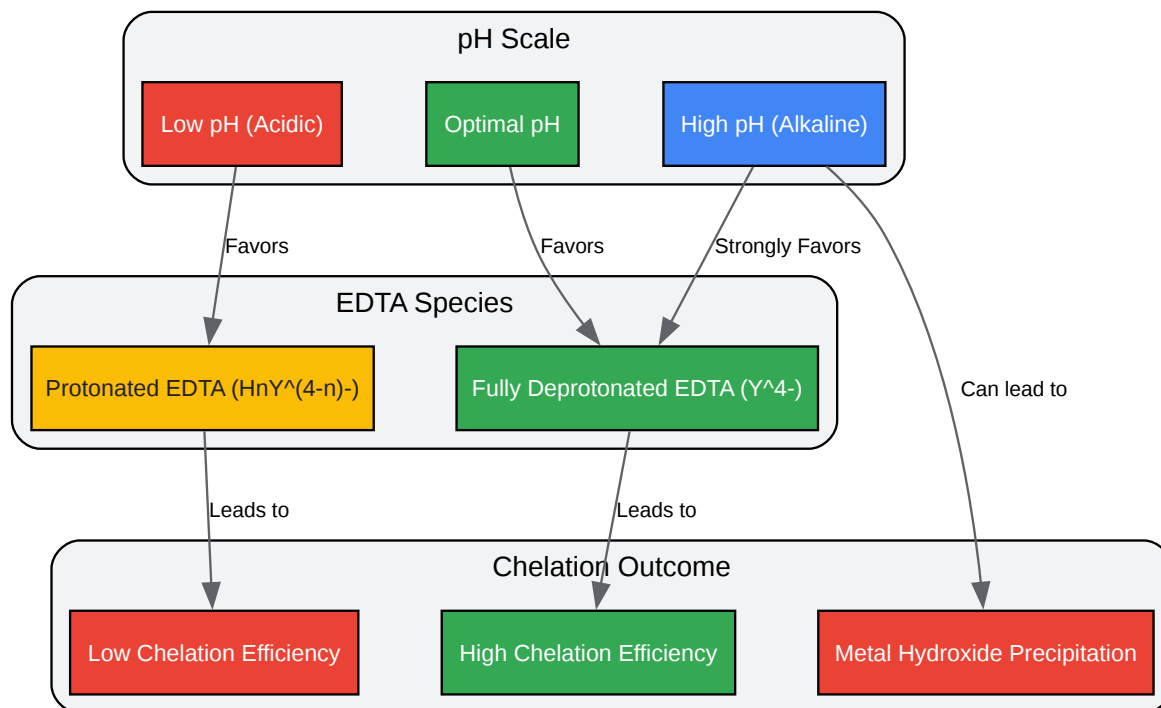 pH Scale
Low pH (Acidic)
Optimal pH
High pH (Alkaline)
Favors
Favors
Strongly Favors
EDTA Species
Protonated EDTA (HnY^(4-n)-)
Fully Deprotonated EDTA (Y^4-)
Can lead to
Leads to
Leads to
Chelation Outcome
Low Chelation Efficiency
High Chelation Efficiency
Metal Hydroxide Precipitation